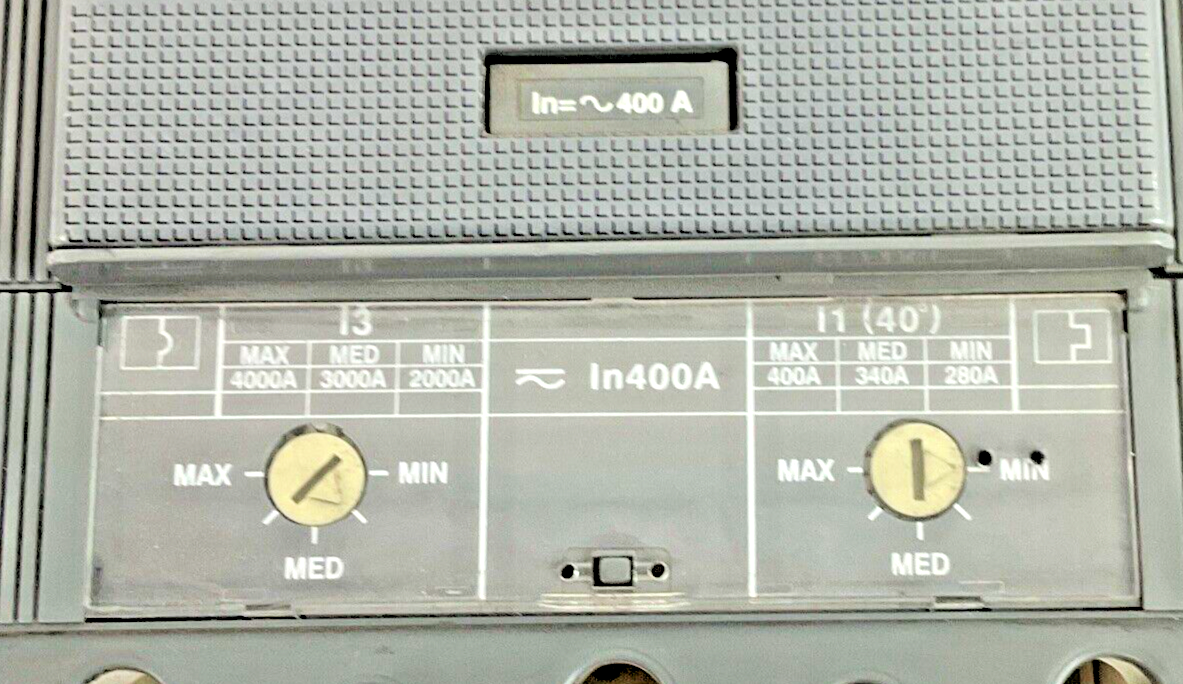 In=∿400 A
I3
MAX MED MIN
4000A 3000A 2000A
In400A
I1 (40°)
MAX MED MIN
400A 340A 280A
MAX MIN
MED
MAX MIN
MED